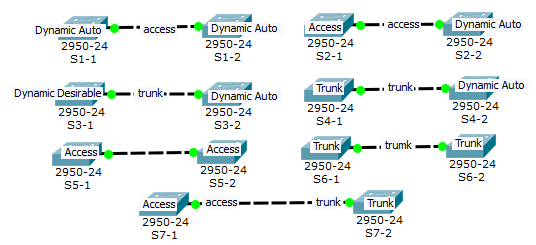 Dynamic Auto access Dynamic Auto
2950-24 2950-24
S1-1 S1-2
Access access Dynamic Auto
2950-24 2950-24
S2-1 S2-2
Dynamic Desirable trunk Dynamic Auto
2950-24 2950-24
S3-1 S3-2
Trunk trunk Dynamic Auto
2950-24 2950-24
S4-1 S4-2
Access Access
2950-24 2950-24
S5-1 S5-2
Trunk trumk Trunk
2950-24 2950-24
S6-1 S6-2
Access access trunk Trunk
2950-24 2950-24
S7-1 S7-2